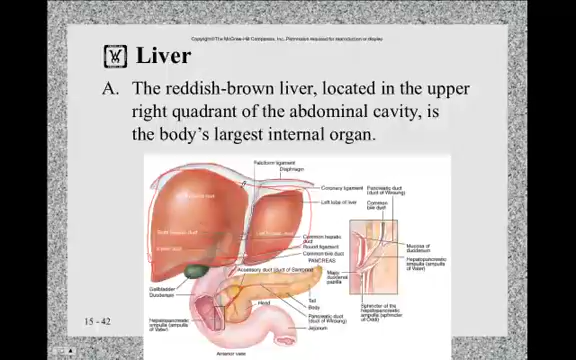 Copyright©The McGraw-Hill Companies, Inc. Permission required for reproduction or display
Liver
A. The reddish-brown liver, located in the upper
right quadrant of the abdominal cavity, is
the body's largest internal organ.
Falciform ligament
Diaphragm
Coronary ligament
Left lobe of liver
Common hepatic
duct
Round ligament
Common bile duct
PANCREAS
Accessory duct (duct of Santorini)
Gallbladder
Duodenum
Hepatopancreatic
ampulla (ampulla
of Vater)
Head
Tail
Body
Pancreatic duct
(duct of Wirsung)
Jejunum
Anterior view
Pancreatic duct
(duct of Wirsung)
Common
bile duct
Mucosa of
duodenum
Hepatopancreatic
ampulla (ampulla
of Vater)
Major
duodenal
papilla
Sphincter of the
hepatopancreatic
ampulla (sphincter
of Oddi)
15 - 42